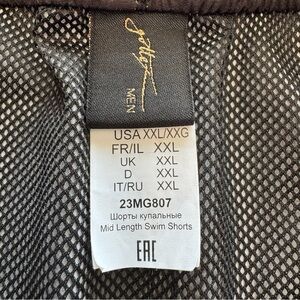 gottex
MEN
USA XXL/XXG
FR/IL XXL
UK XXL
D XXL
IT/RU XXL
23MG807
Шорты купальные
Mid Length Swim Shorts
EAC